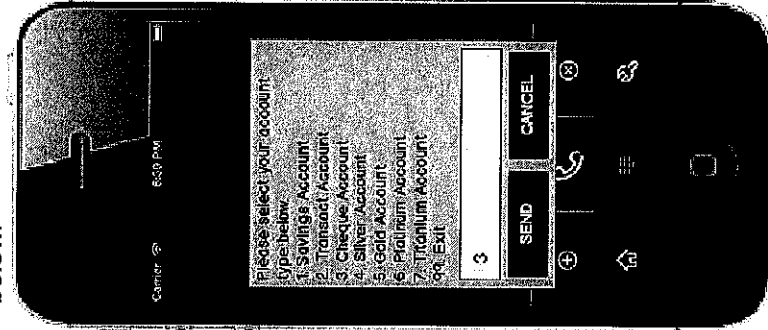 below
Carrier 6:30 PM
Please select your account
type below
1. Savings Account
2. Transact Account
3. Cheque Account
4. Silver Account
5. Gold Account
6. Platinum Account
7. Titanium Account
99. Exit
3
SEND CANCEL